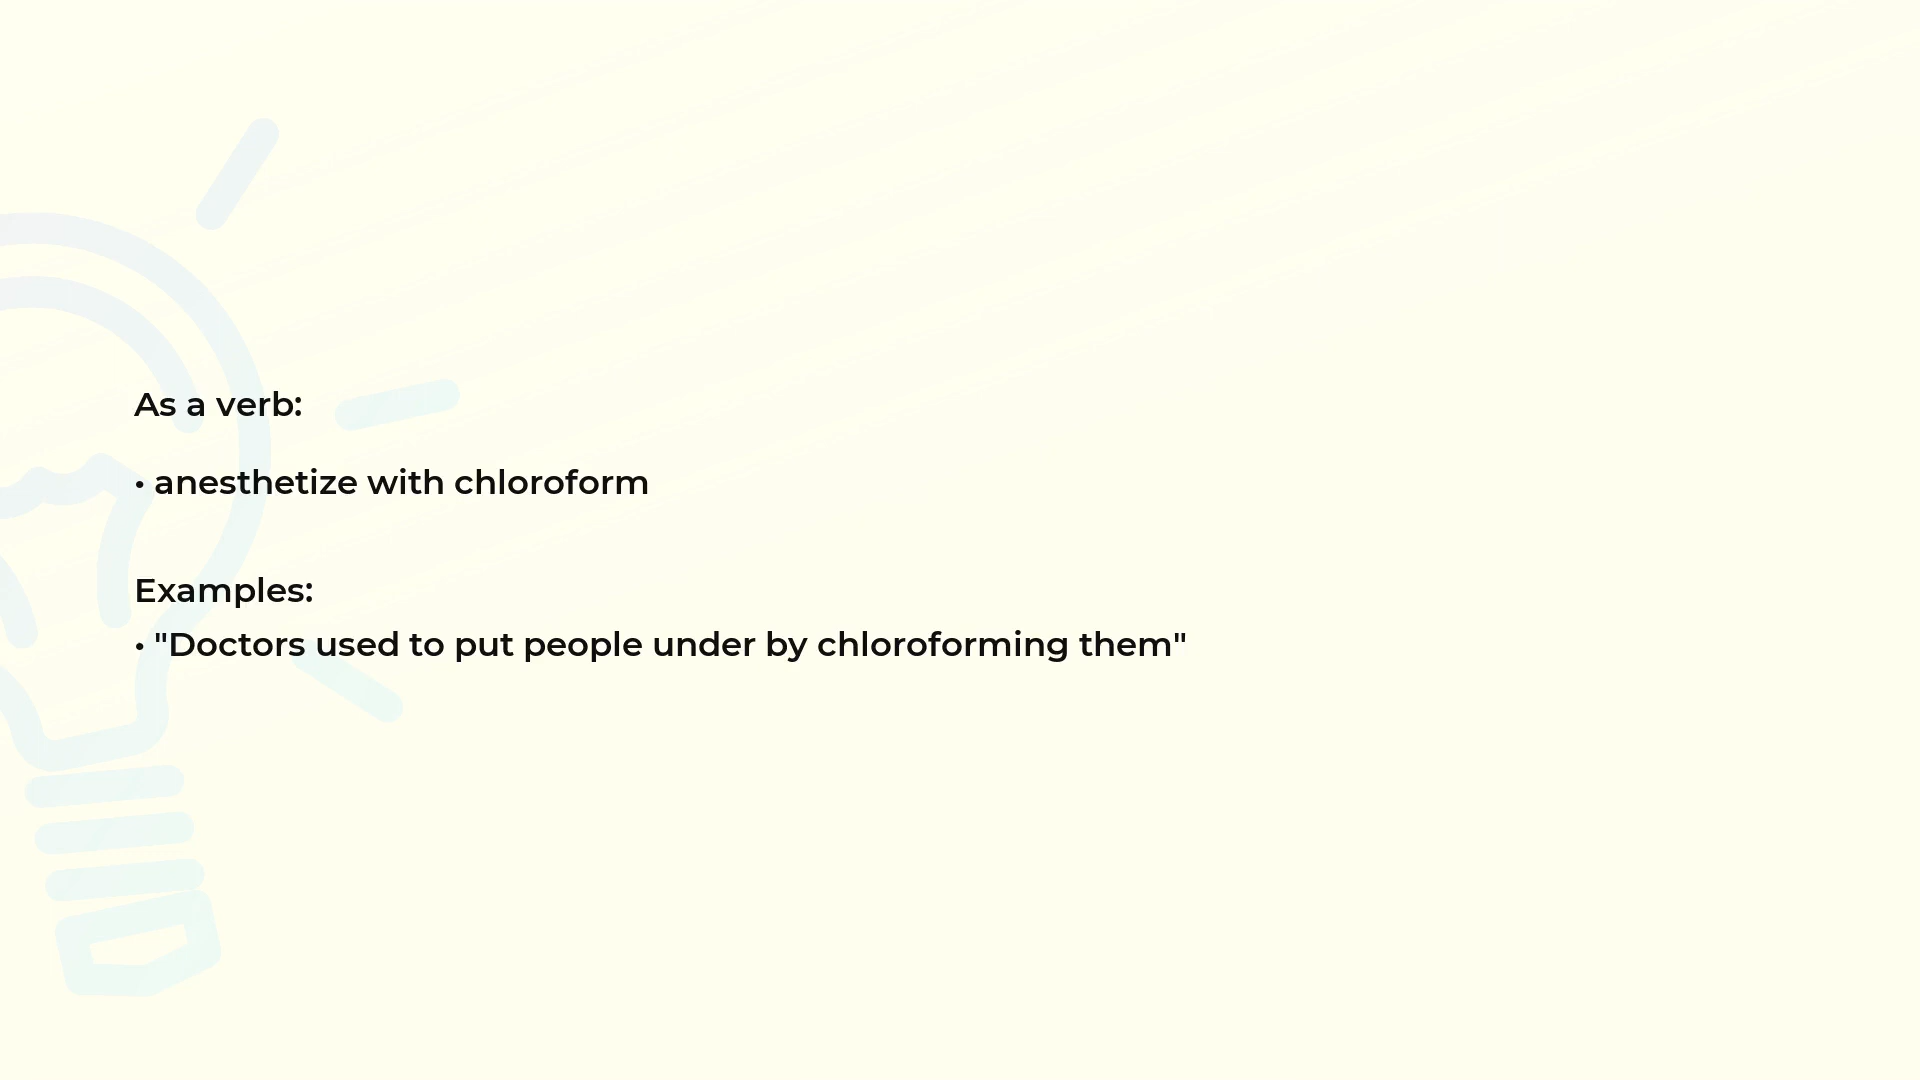 As a verb:
• anesthetize with chloroform
Examples:
• "Doctors used to put people under by chloroforming them"